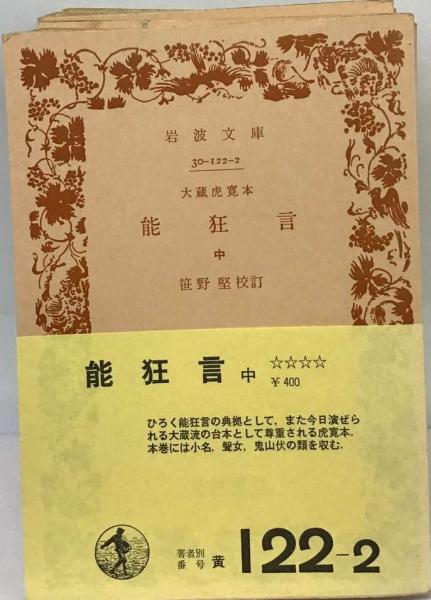 岩波文庫
30-122-2
大蔵虎寛本
能狂言
中
笹野堅校訂
能狂言 中 ☆☆☆☆
¥400
ひろく能狂言の典拠として,また今日演ぜら
れる大蔵流の台本として尊重される虎寛本.
本巻には小名,聟女,鬼山伏の類を収む.
著者別
番号 黄 122-2